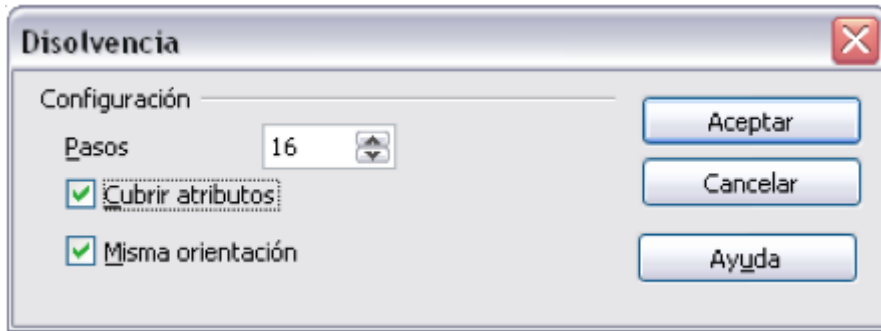 Disolvencia
Configuración
Pasos 16
Cubrir atributos
Misma orientación
Aceptar
Cancelar
Ayuda